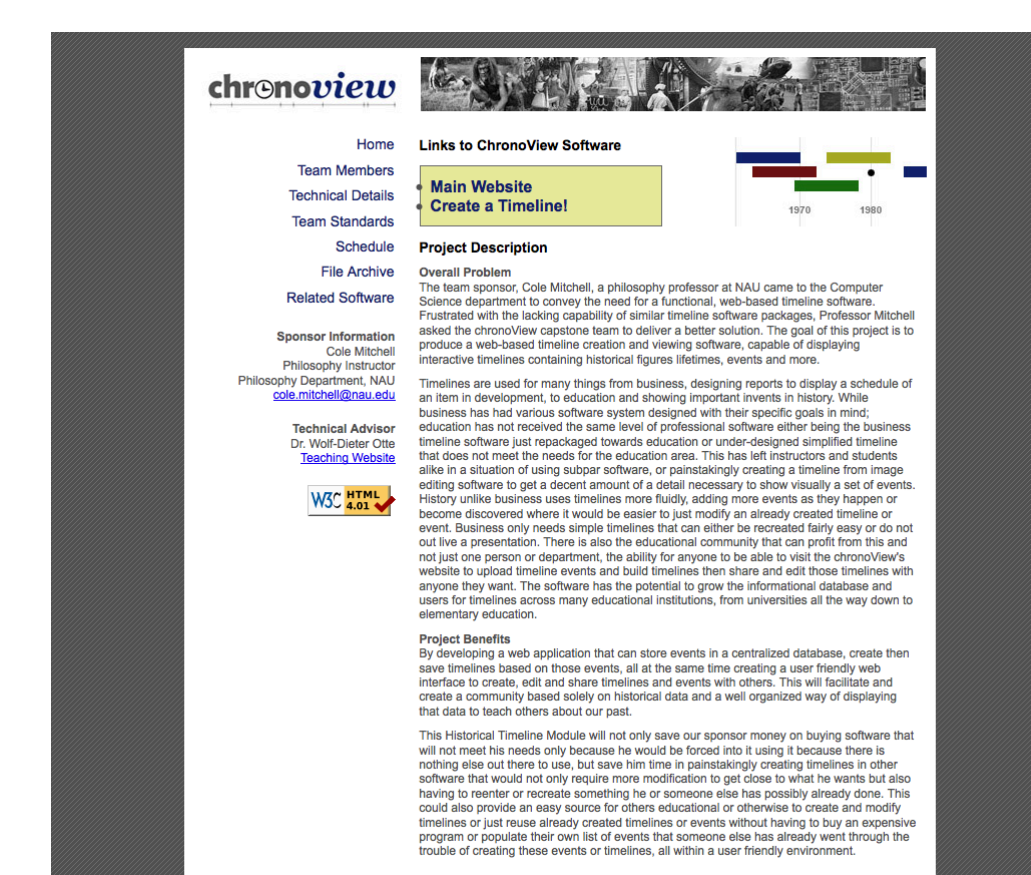 chronoview
Home
Team Members
Technical Details
Team Standards
Schedule
File Archive
Related Software
Sponsor Information
Cole Mitchell
Philosophy Instructor
Philosophy Department, NAU
cole.mitchell@nau.edu
Technical Advisor
Dr. Wolf-Dieter Otte
Teaching Website
W3C HTML
4.01
Links to ChronoView Software
Main Website
Create a Timeline!
1970 1980
Project Description
Overall Problem
The team sponsor, Cole Mitchell, a philosophy professor at NAU came to the Computer
Science department to convey the need for a functional, web-based timeline software.
Frustrated with the lacking capability of similar timeline software packages, Professor Mitchell
asked the chronoView capstone team to deliver a better solution. The goal of this project is to
produce a web-based timeline creation and viewing software, capable of displaying
interactive timelines containing historical figures lifetimes, events and more.
Timelines are used for many things from business, designing reports to display a schedule of
an item in development, to education and showing important invents in history. While
business has had various software system designed with their specific goals in mind;
education has not received the same level of professional software either being the business
timeline software just repackaged towards education or under-designed simplified timeline
that does not meet the needs for the education area. This has left instructors and students
alike in a situation of using subpar software, or painstakingly creating a timeline from image
editing software to get a decent amount of a detail necessary to show visually a set of events.
History unlike business uses timelines more fluidly, adding more events as they happen or
become discovered where it would be easier to just modify an already created timeline or
event. Business only needs simple timelines that can either be recreated fairly easy or do not
out live a presentation. There is also the educational community that can profit from this and
not just one person or department, the ability for anyone to be able to visit the chronoView's
website to upload timeline events and build timelines then share and edit those timelines with
anyone they want. The software has the potential to grow the informational database and
users for timelines across many educational institutions, from universities all the way down to
elementary education.
Project Benefits
By developing a web application that can store events in a centralized database, create then
save timelines based on those events, all at the same time creating a user friendly web
interface to create, edit and share timelines and events with others. This will facilitate and
create a community based solely on historical data and a well organized way of displaying
that data to teach others about our past.
This Historical Timeline Module will not only save our sponsor money on buying software that
will not meet his needs only because he would be forced into it using it because there is
nothing else out there to use, but save him time in painstakingly creating timelines in other
software that would not only require more modification to get close to what he wants but also
having to reenter or recreate something he or someone else has possibly already done. This
could also provide an easy source for others educational or otherwise to create and modify
timelines or just reuse already created timelines or events without having to buy an expensive
program or populate their own list of events that someone else has already went through the
trouble of creating these events or timelines, all within a user friendly environment.